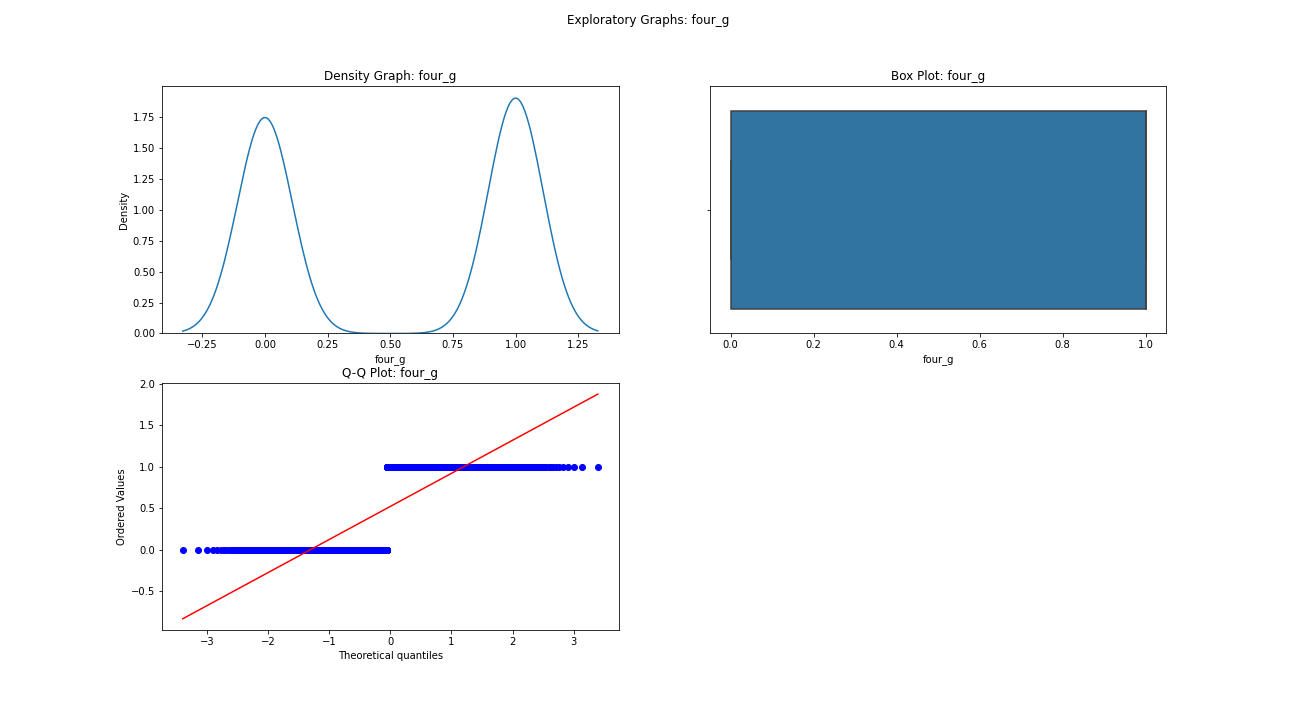 Exploratory Graphs: four_g
Density Graph: four_g
1.75
1.50
1.25
1.00
0.75
0.50
0.25
0.00
Density
−0.25 0.00 0.25 0.50 0.75 1.00 1.25
four_g
Box Plot: four_g
0.0 0.2 0.4 0.6 0.8 1.0
four_g
Q-Q Plot: four_g
2.0
1.5
1.0
0.5
0.0
−0.5
Ordered Values
−3 −2 −1 0 1 2 3
Theoretical quantiles